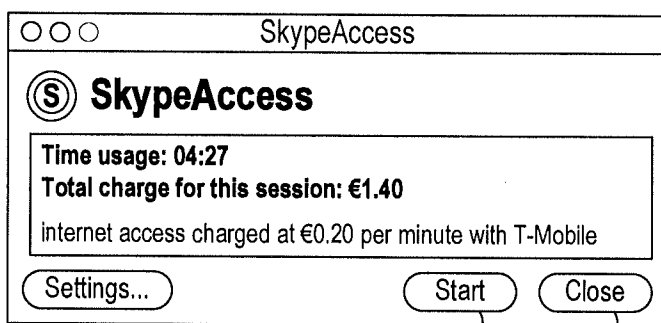 SkypeAccess
S SkypeAccess
Time usage: 04:27
Total charge for this session: €1.40
internet access charged at €0.20 per minute with T-Mobile
Settings... Start Close